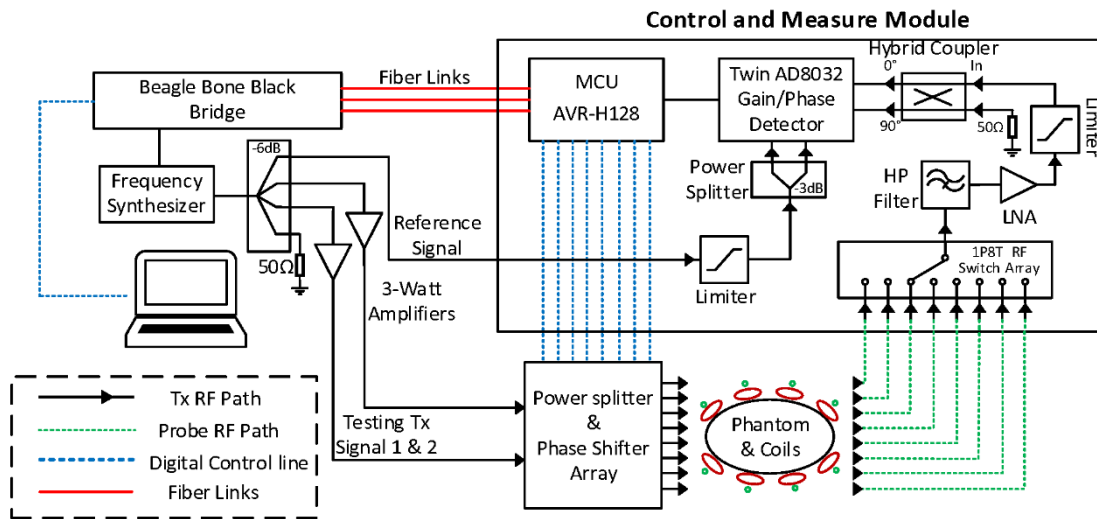 Control and Measure Module
Beagle Bone Black
Bridge
Fiber Links
MCU
AVR-H128
Twin AD8032
Gain/Phase
Detector
Hybrid Coupler
0°
In
90°
50Ω
Limiter
-6dB
Frequency
Synthesizer
Power
Splitter
-3dB
HP
Filter
LNA
Reference
Signal
50Ω
Limiter
1P8T RF
Switch Array
3-Watt
Amplifiers
Tx RF Path
Probe RF Path
Digital Control line
Fiber Links
Testing Tx
Signal 1 & 2
Power splitter
&
Phase Shifter
Array
Phantom
& Coils